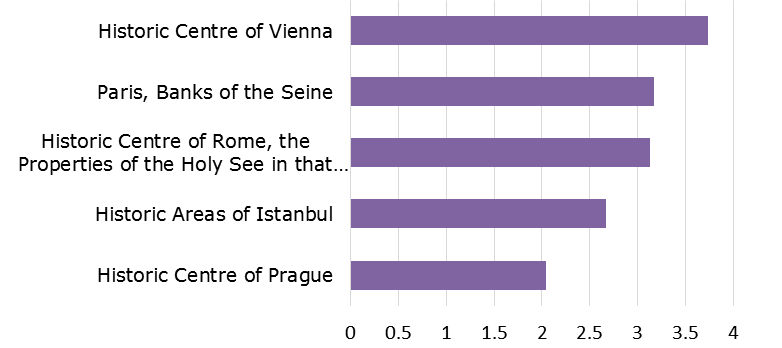 Historic Centre of Vienna
Paris, Banks of the Seine
Historic Centre of Rome, the
Properties of the Holy See in that...
Historic Areas of Istanbul
Historic Centre of Prague
0 0.5 1 1.5 2 2.5 3 3.5 4